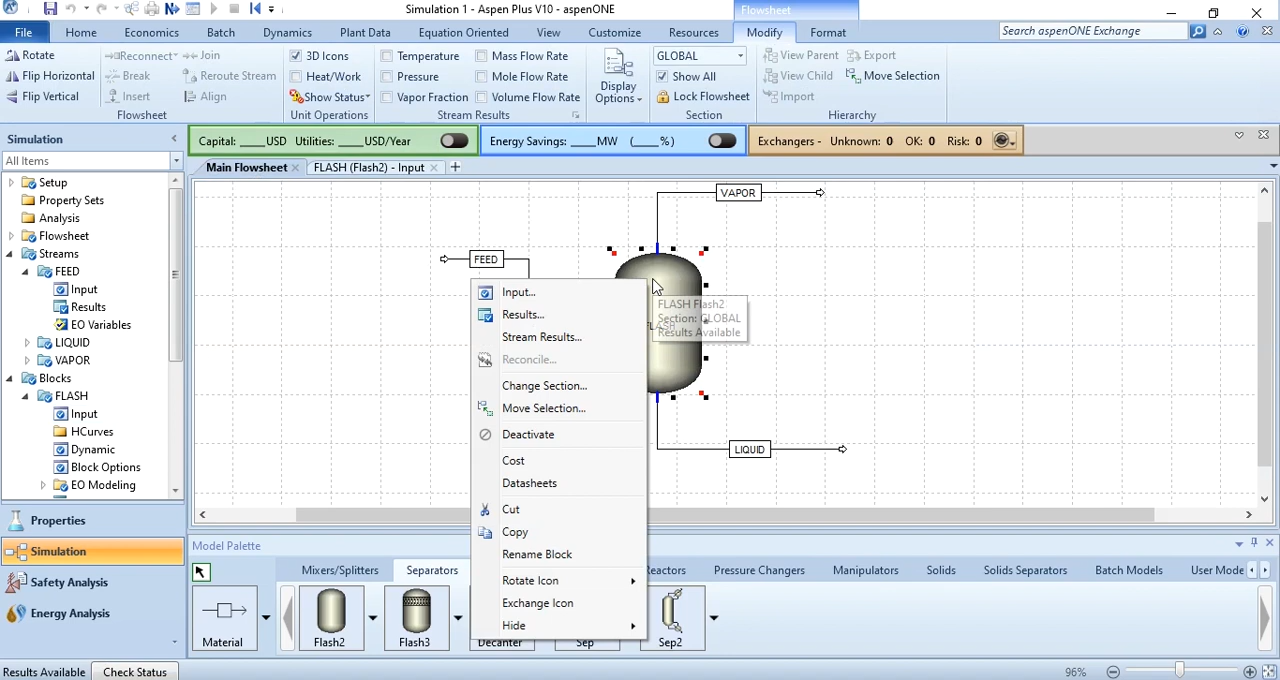 Simulation 1 - Aspen Plus V10 - aspenONE
Flowsheet
File Home Economics Batch Dynamics Plant Data Equation Oriented View Customize Resources Modify Format Search aspenONE Exchange
Rotate
Flip Horizontal
Flip Vertical
Reconnect
Break
Insert
Join
Reroute Stream
Align
Flowsheet
3D Icons
Heat/Work
Show Status
Unit Operations
Temperature
Pressure
Vapor Fraction
Mass Flow Rate
Mole Flow Rate
Volume Flow Rate
Stream Results
Display
Options
GLOBAL
Show All
Lock Flowsheet
Section
View Parent
View Child
Import
Export
Move Selection
Hierarchy
Simulation
Capital: ____USD Utilities: ____USD/Year
Energy Savings: ____MW (____%)
Exchangers - Unknown: 0 OK: 0 Risk: 0
All Items
Main Flowsheet
FLASH (Flash2) - Input
Setup
Property Sets
Analysis
Flowsheet
Streams
FEED
Input
Results
EO Variables
LIQUID
VAPOR
Blocks
FLASH
Input
HCurves
Dynamic
Block Options
EO Modeling
Properties
Simulation
Safety Analysis
Energy Analysis
VAPOR
FEED
LIQUID
FLASH Flash2
Section: GLOBAL
Results Available
Input...
Results...
Stream Results...
Reconcile...
Change Section...
Move Selection...
Deactivate
Cost
Datasheets
Cut
Copy
Rename Block
Rotate Icon
Exchange Icon
Hide
Model Palette
Mixers/Splitters Separators Reactors Pressure Changers Manipulators Solids Solids Separators Batch Models User Mode
Material
Flash2
Flash3
Decanter
Sep
Sep2
Results Available
Check Status
96%